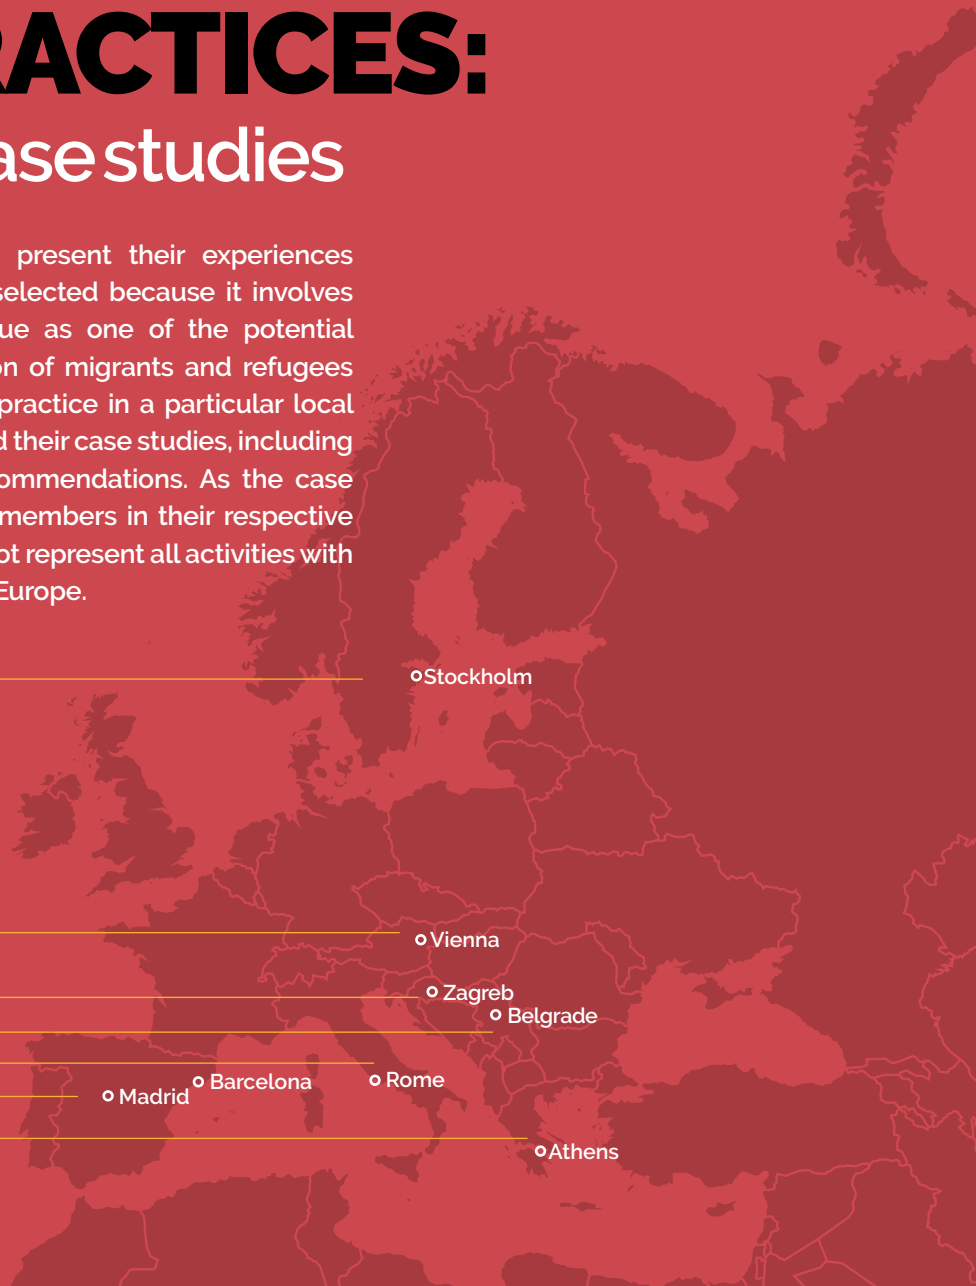 RACTICES:
ase studies
present their experiences
selected because it involves
ue as one of the potential
on of migrants and refugees
practice in a particular local
d their case studies, including
ommendations. As the case
members in their respective
ot represent all activities with
Europe.
Stockholm
Vienna
Zagreb
Belgrade
Rome
Barcelona
Madrid
Athens